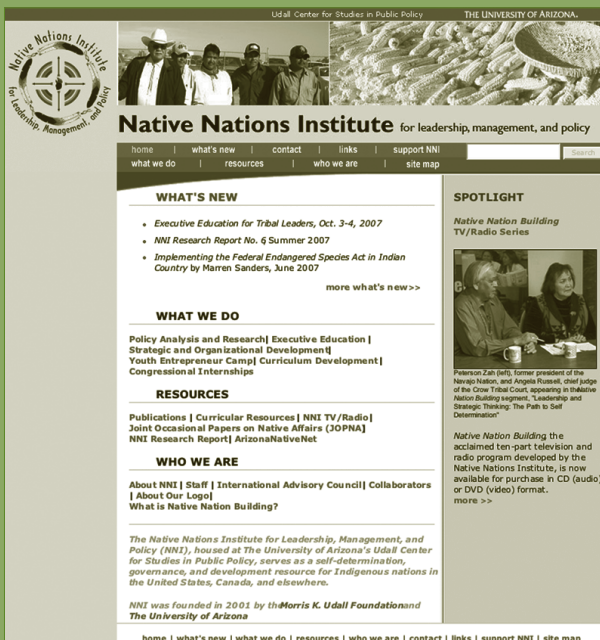 Udall Center for Studies in Public Policy THE UNIVERSITY OF ARIZONA.
Native Nations Institute
for Leadership, Management, and Policy
Native Nations Institute for leadership, management, and policy
home | what's new | contact | links | support NNI
Search
what we do | resources | who we are | site map
WHAT'S NEW
Executive Education for Tribal Leaders, Oct. 3-4, 2007
NNI Research Report No. 6, Summer 2007
Implementing the Federal Endangered Species Act in Indian
Country by Marren Sanders, June 2007
more what's new>>
WHAT WE DO
Policy Analysis and Research| Executive Education |
Strategic and Organizational Development|
Youth Entrepreneur Camp| Curriculum Development |
Congressional Internships
RESOURCES
Publications | Curricular Resources | NNI TV/Radio|
Joint Occasional Papers on Native Affairs (JOPNA)|
NNI Research Report| ArizonaNativeNet
WHO WE ARE
About NNI | Staff | International Advisory Council| Collaborators
| About Our Logo|
What is Native Nation Building?
The Native Nations Institute for Leadership, Management, and
Policy (NNI), housed at The University of Arizona's Udall Center
for Studies in Public Policy, serves as a self-determination,
governance, and development resource for Indigenous nations in
the United States, Canada, and elsewhere.
NNI was founded in 2001 by the Morris K. Udall Foundation and
The University of Arizona
SPOTLIGHT
Native Nation Building
TV/Radio Series
Peterson Zah (left), former president of the
Navajo Nation, and Angela Russell, chief judge
of the Crow Tribal Court, appearing in the Native
Nation Building segment, "Leadership and
Strategic Thinking: The Path to Self
Determination"
Native Nation Building, the
acclaimed ten-part television and
radio program developed by the
Native Nations Institute, is now
available for purchase in CD (audio)
or DVD (video) format.
more >>
home | what's new | what we do | resources | who we are | contact | links | support NNI | site map